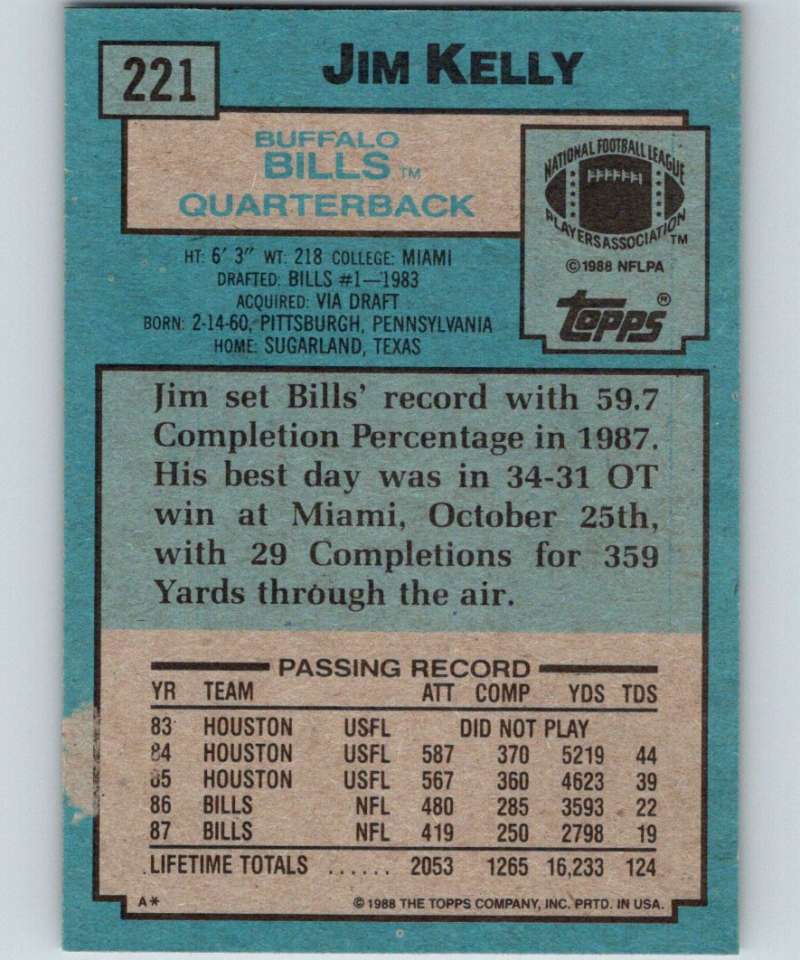 221
JIM KELLY
BUFFALO
BILLS TM
QUARTERBACK
NATIONAL FOOTBALL LEAGUE
PLAYERS ASSOCIATION TM
©1988 NFLPA
TOPPS ®
HT: 6' 3" WT: 218 COLLEGE: MIAMI
DRAFTED: BILLS #1—1983
ACQUIRED: VIA DRAFT
BORN: 2-14-60, PITTSBURGH, PENNSYLVANIA
HOME: SUGARLAND, TEXAS
Jim set Bills' record with 59.7
Completion Percentage in 1987.
His best day was in 34-31 OT
win at Miami, October 25th,
with 29 Completions for 359
Yards through the air.
PASSING RECORD
YR TEAM ATT COMP YDS TDS
83 HOUSTON USFL DID NOT PLAY
84 HOUSTON USFL 587 370 5219 44
85 HOUSTON USFL 567 360 4623 39
86 BILLS NFL 480 285 3593 22
87 BILLS NFL 419 250 2798 19
LIFETIME TOTALS ...... 2053 1265 16,233 124
A* ©1988 THE TOPPS COMPANY, INC. PRTD. IN USA.